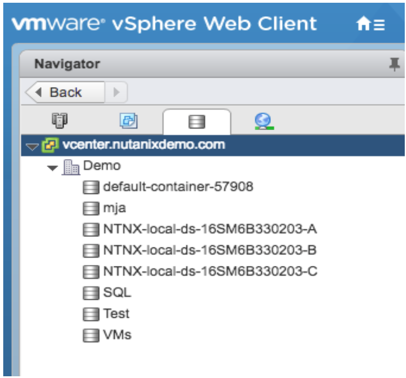 vmware® vSphere Web Client
Navigator
Back
vcenter.nutanixdemo.com
Demo
default-container-57908
mja
NTNX-local-ds-16SM6B330203-A
NTNX-local-ds-16SM6B330203-B
NTNX-local-ds-16SM6B330203-C
SQL
Test
VMs